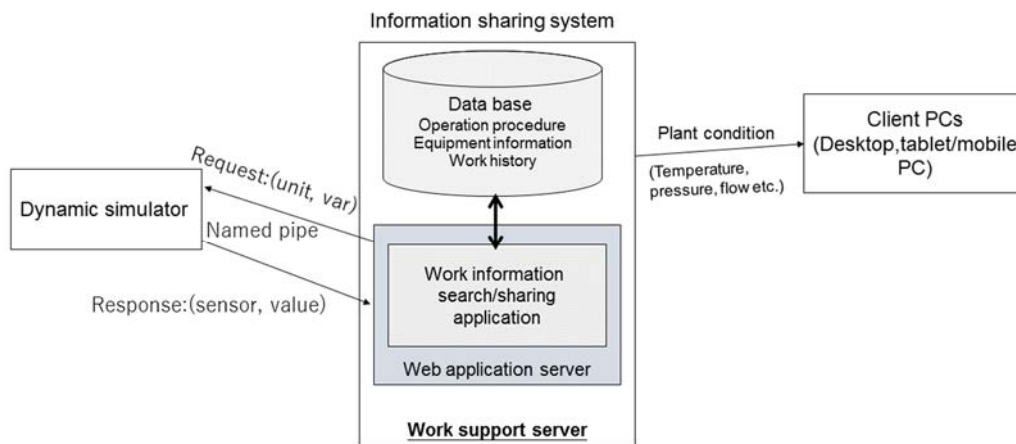 Information sharing system
Data base
Operation procedure
Equipment information
Work history
Request:(unit, var)
Dynamic simulator
Named pipe
Response:(sensor, value)
Work information
search/sharing
application
Web application server
Work support server
Plant condition
(Temperature,
pressure, flow etc.)
Client PCs
(Desktop,tablet/mobile
PC)